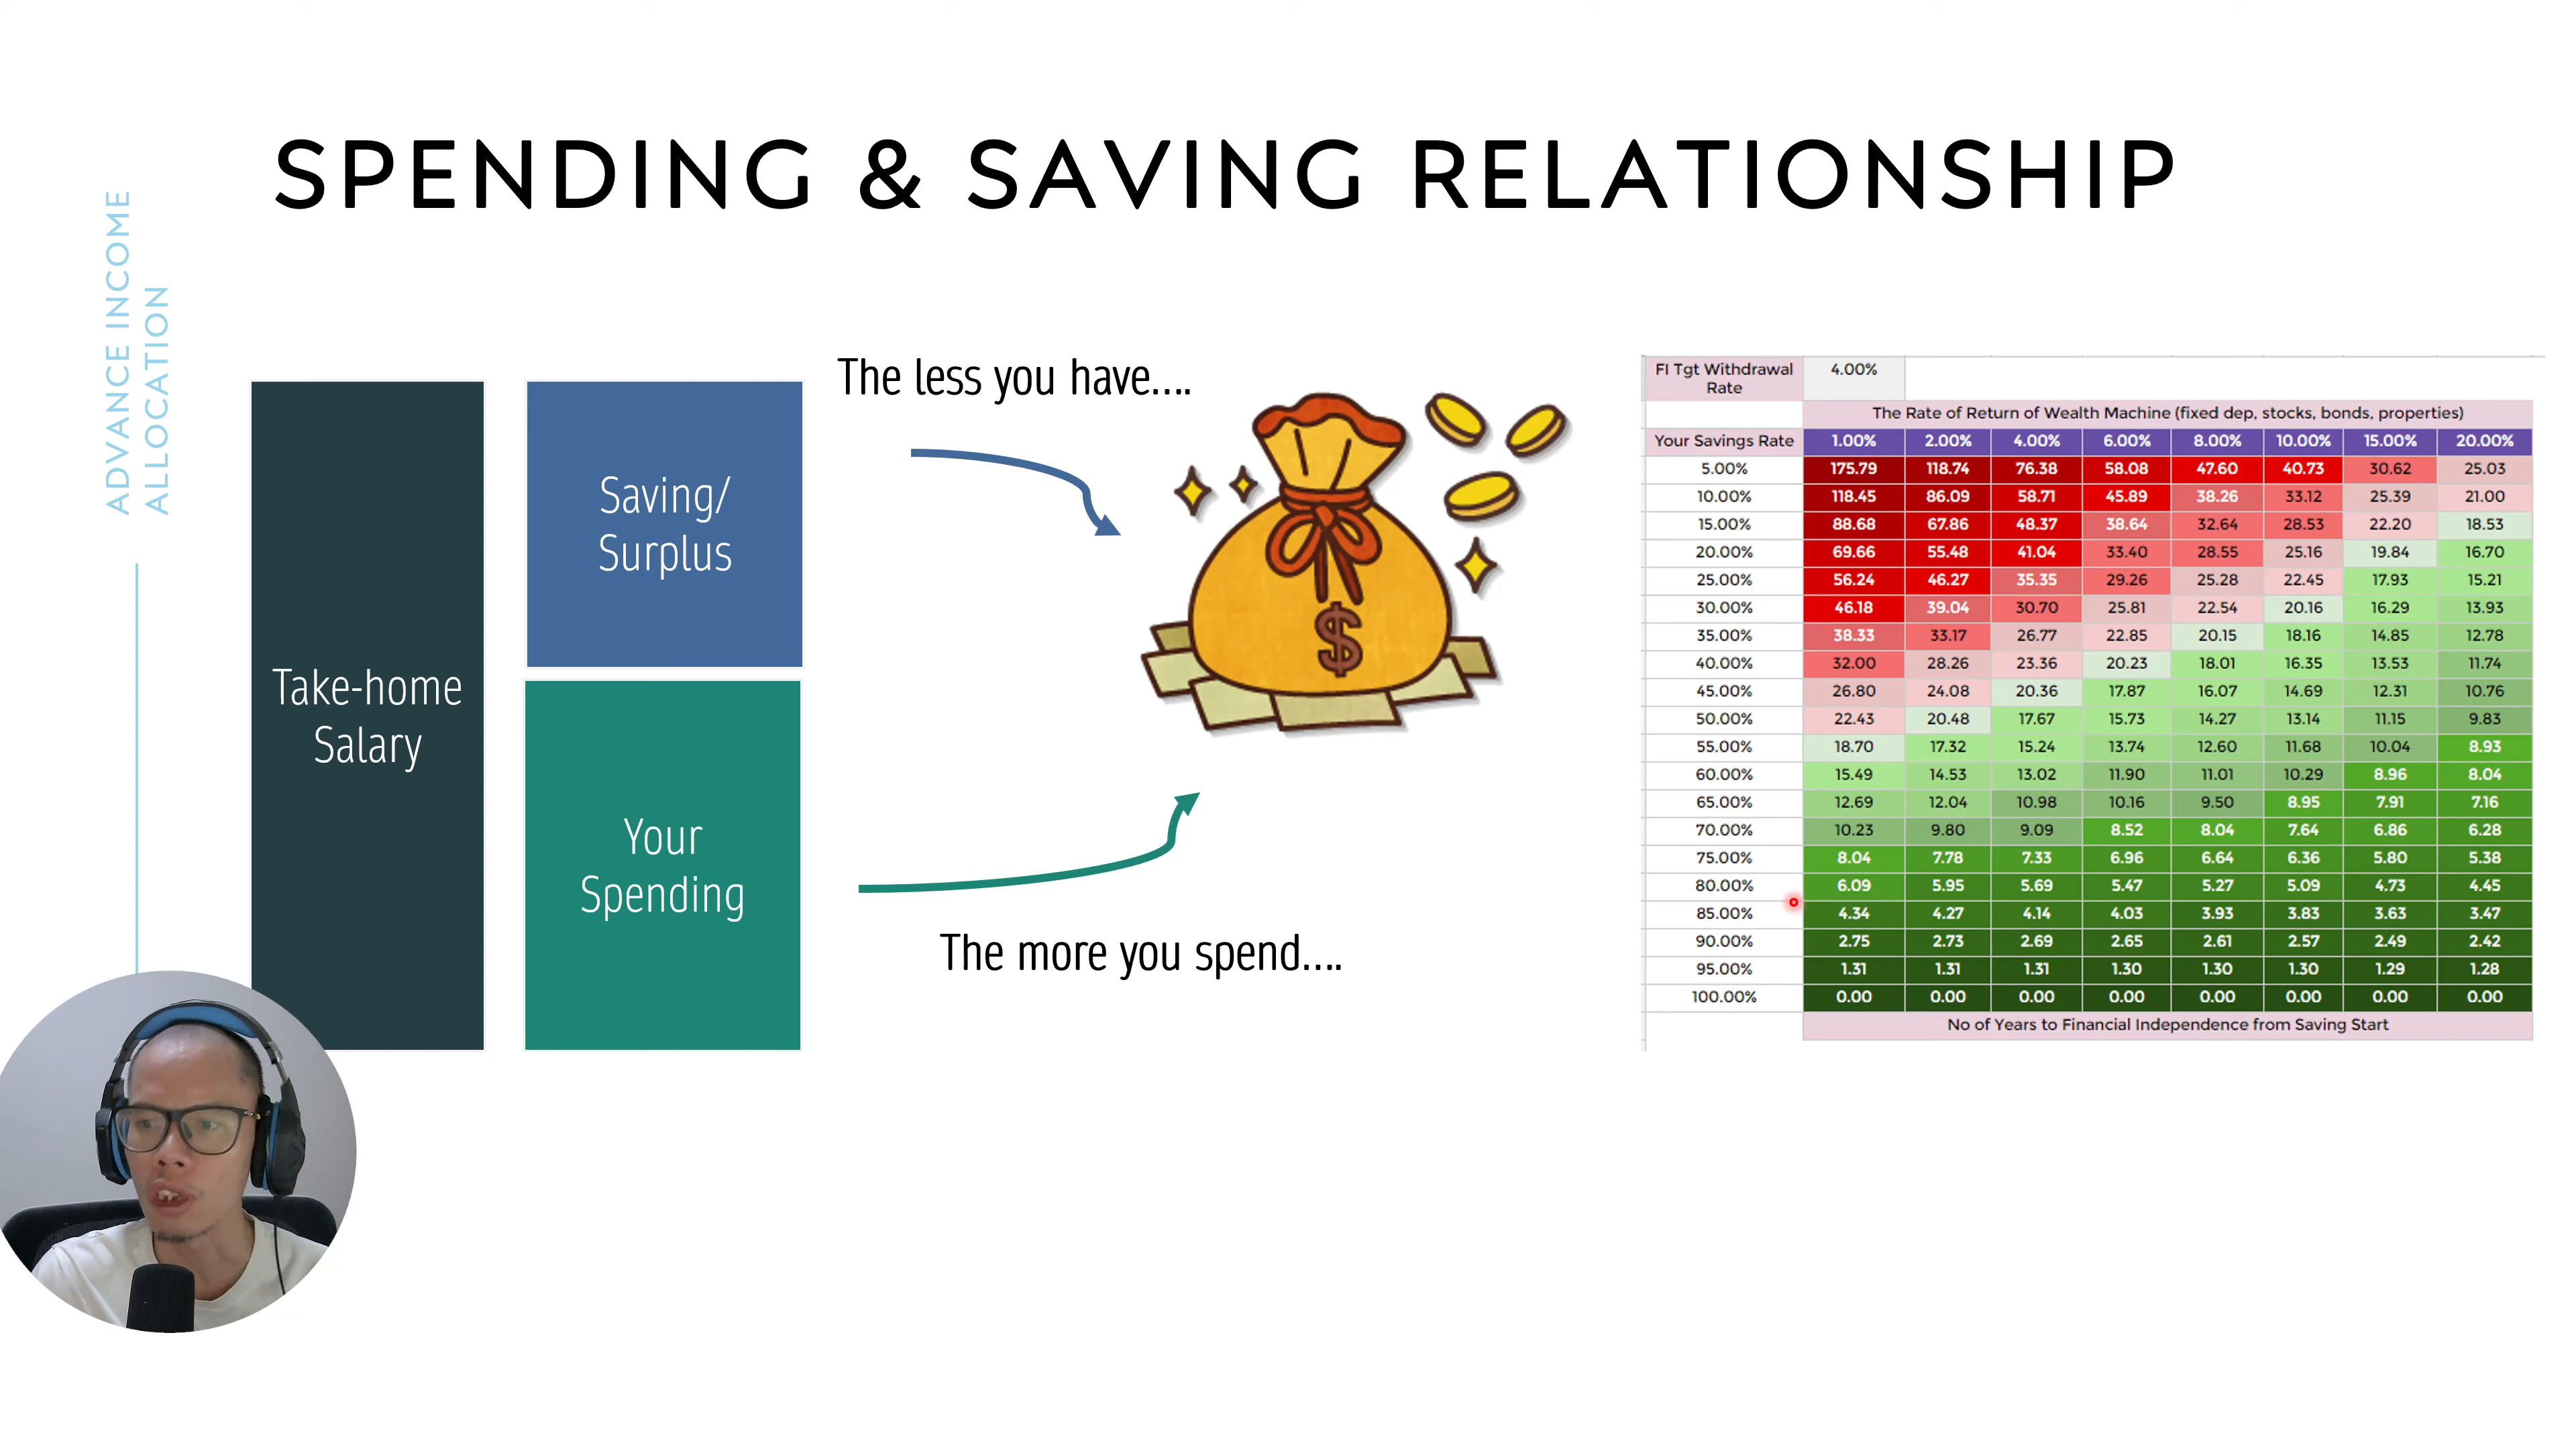 SPENDING & SAVING RELATIONSHIP
ADVANCE INCOME
ALLOCATION
Take-home
Salary
Saving/
Surplus
Your
Spending
The less you have....
$
The more you spend....
FI Tgt Withdrawal
Rate
4.00%
The Rate of Return of Wealth Machine (fixed dep, stocks, bonds, properties)
Your Savings Rate 1.00% 2.00% 4.00% 6.00% 8.00% 10.00% 15.00% 20.00%
5.00% 175.79 118.74 76.38 58.08 47.60 40.73 30.62 25.03
10.00% 118.45 86.09 58.71 45.89 38.26 33.12 25.39 21.00
15.00% 88.68 67.86 48.37 38.64 32.64 28.53 22.20 18.53
20.00% 69.66 55.48 41.04 33.40 28.55 25.16 19.84 16.70
25.00% 56.24 46.27 35.35 29.26 25.28 22.45 17.93 15.21
30.00% 46.18 39.04 30.70 25.81 22.54 20.16 16.29 13.93
35.00% 38.33 33.17 26.77 22.85 20.15 18.16 14.85 12.78
40.00% 32.00 28.26 23.36 20.23 18.01 16.35 13.53 11.74
45.00% 26.80 24.08 20.36 17.87 16.07 14.69 12.31 10.76
50.00% 22.43 20.48 17.67 15.73 14.27 13.14 11.15 9.83
55.00% 18.70 17.32 15.24 13.74 12.60 11.68 10.04 8.93
60.00% 15.49 14.53 13.02 11.90 11.01 10.29 8.96 8.04
65.00% 12.69 12.04 10.98 10.16 9.50 8.95 7.91 7.16
70.00% 10.23 9.80 9.09 8.52 8.04 7.64 6.86 6.28
75.00% 8.04 7.78 7.33 6.96 6.64 6.36 5.80 5.38
80.00% 6.09 5.95 5.69 5.47 5.27 5.09 4.73 4.45
85.00% 4.34 4.27 4.14 4.03 3.93 3.83 3.63 3.47
90.00% 2.75 2.73 2.69 2.65 2.61 2.57 2.49 2.42
95.00% 1.31 1.31 1.31 1.30 1.30 1.30 1.29 1.28
100.00% 0.00 0.00 0.00 0.00 0.00 0.00 0.00 0.00
No of Years to Financial Independence from Saving Start